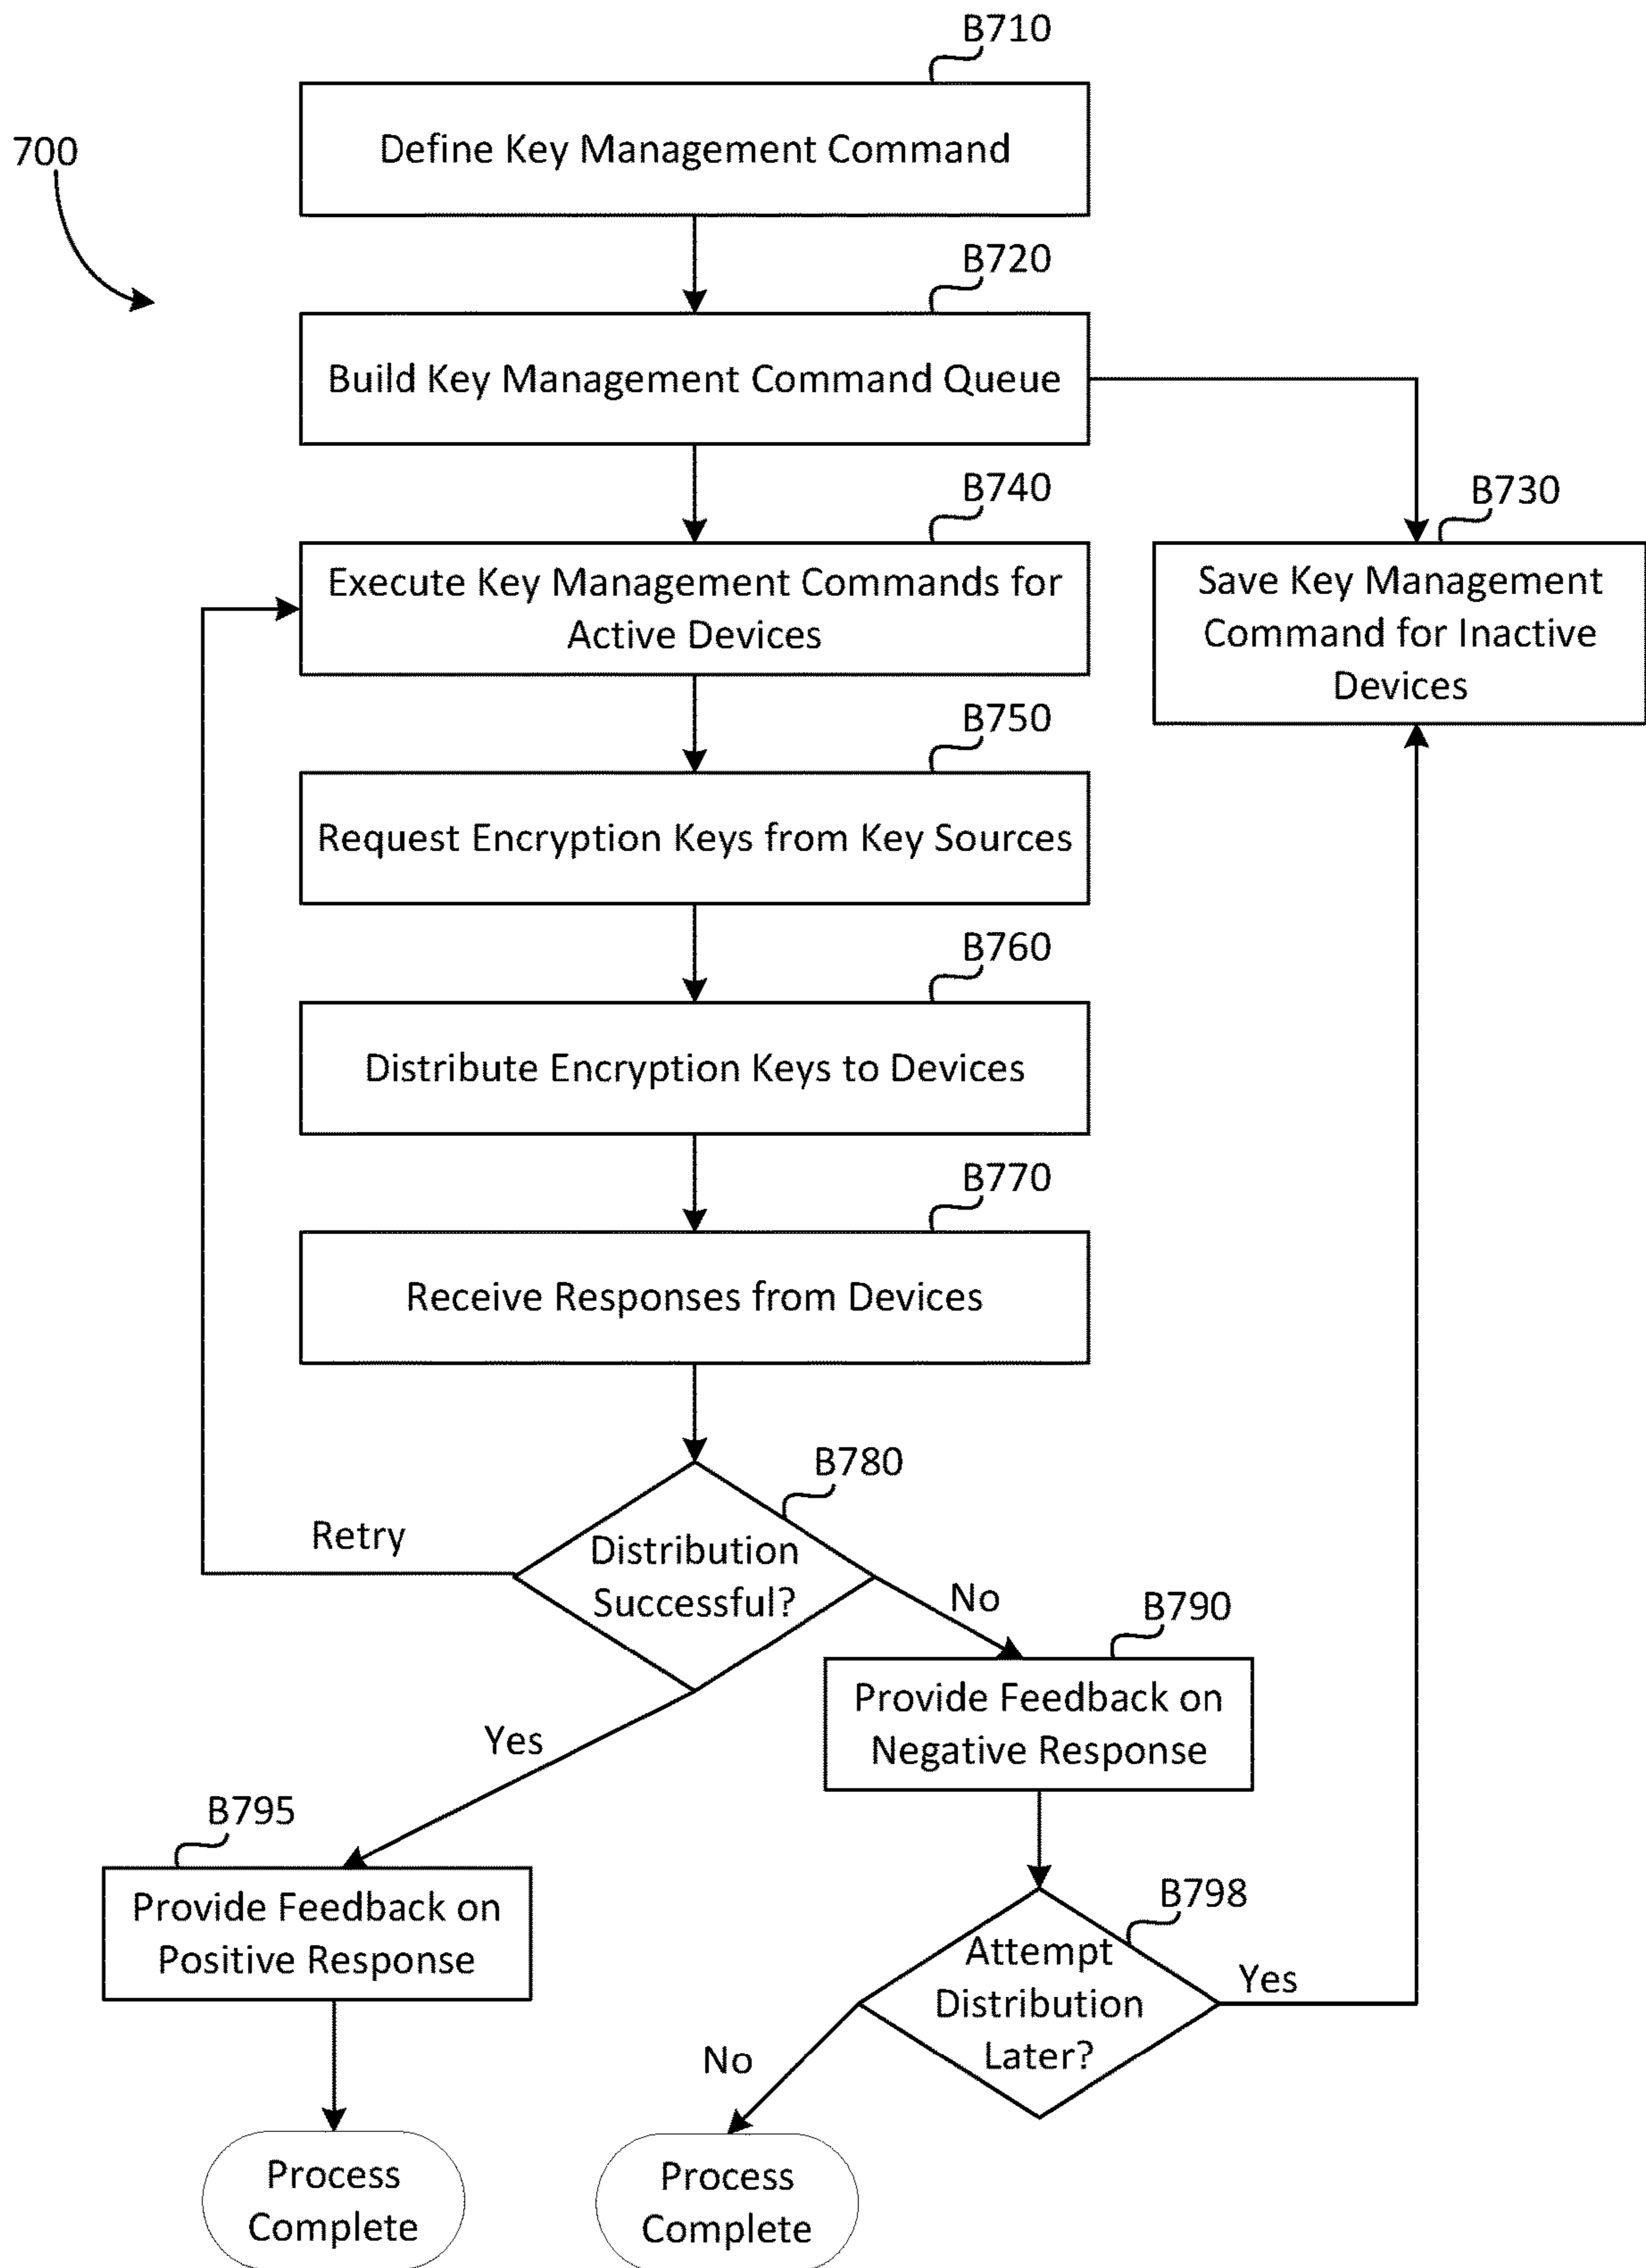 B710
700
Define Key Management Command
B720
Build Key Management Command Queue
B740
B730
Execute Key Management Commands for
Active Devices
Save Key Management
Command for Inactive
Devices
B750
Request Encryption Keys from Key Sources
B760
Distribute Encryption Keys to Devices
B770
Receive Responses from Devices
B780
Retry
Distribution
Successful?
No
B790
Provide Feedback on
Negative Response
Yes
B795
Provide Feedback on
Positive Response
B798
Attempt
Distribution
Later?
Yes
No
Process
Complete
Process
Complete